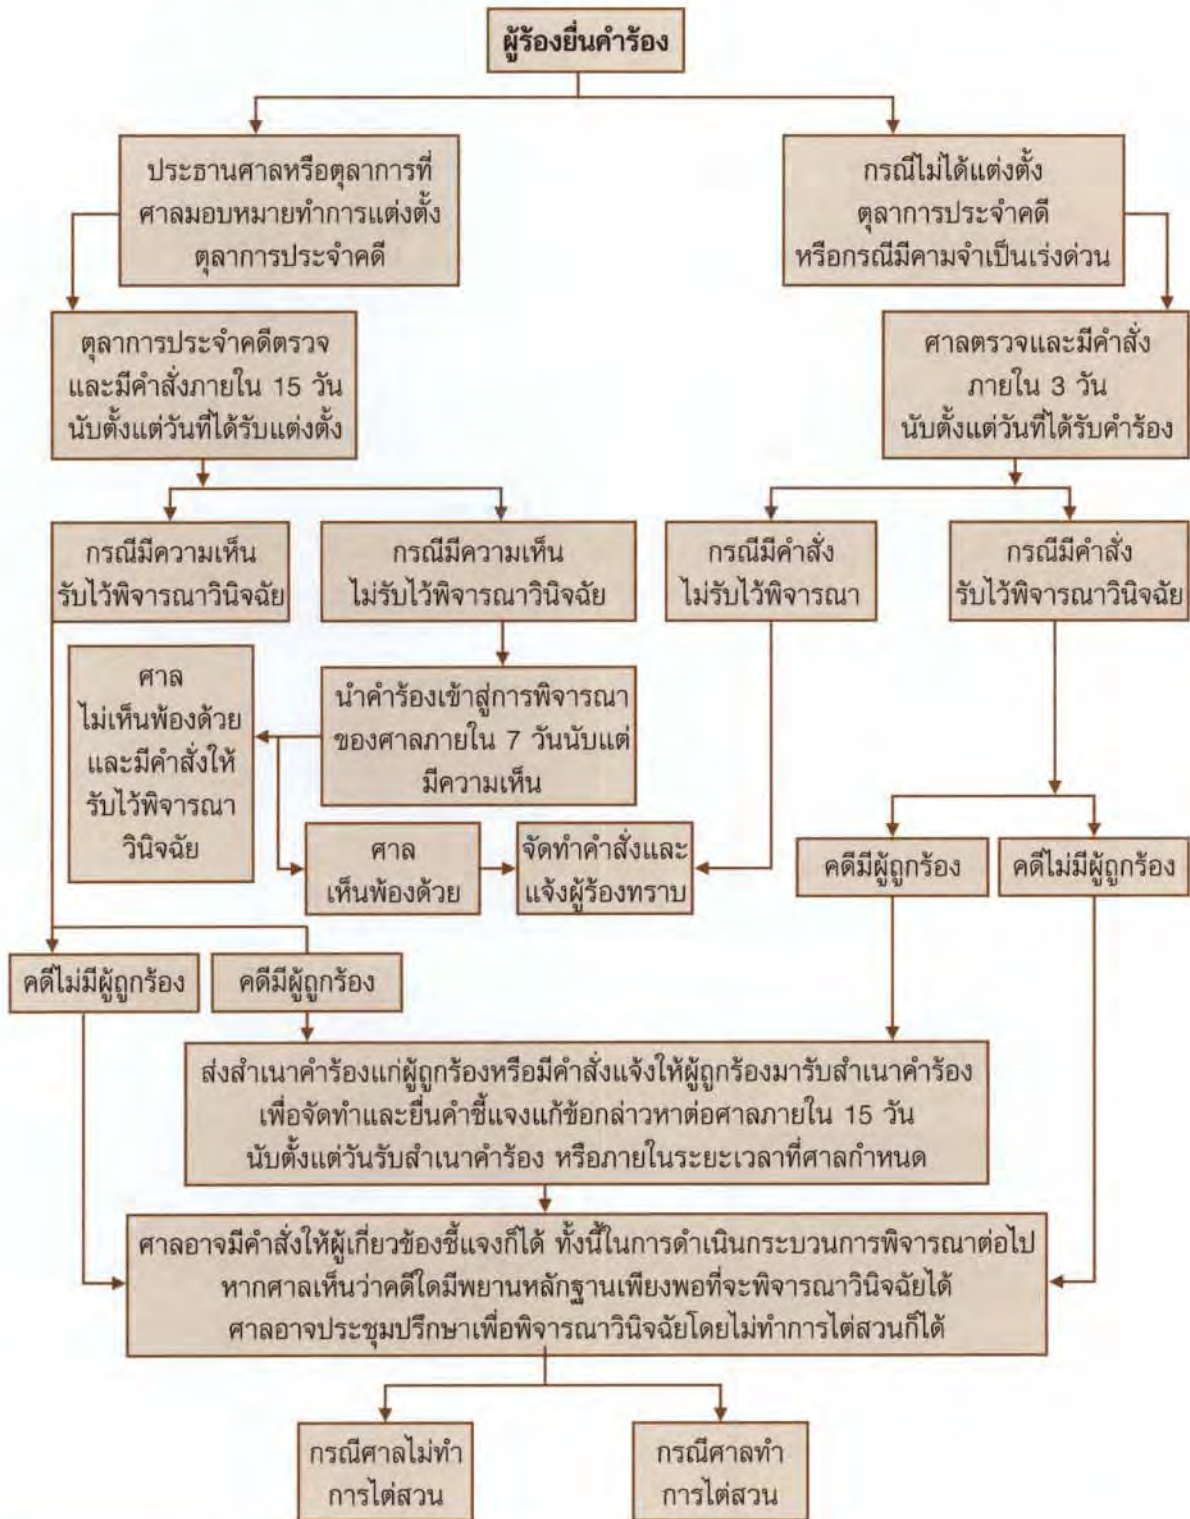 ผู้ร้องยื่นคำร้อง
ประธานศาลหรือตุลาการที่
ศาลมอบหมายทำการแต่งตั้ง
ตุลาการประจำคดี
กรณีไม่ได้แต่งตั้ง
ตุลาการประจำคดี
หรือกรณีมีคามจำเป็นเร่งด่วน
ตุลาการประจำคดีตรวจ
และมีคำสั่งภายใน 15 วัน
นับตั้งแต่วันที่ได้รับแต่งตั้ง
ศาลตรวจและมีคำสั่ง
ภายใน 3 วัน
นับตั้งแต่วันที่ได้รับคำร้อง
กรณีมีความเห็น
รับไว้พิจารณาวินิจฉัย
กรณีมีความเห็น
ไม่รับไว้พิจารณาวินิจฉัย
กรณีมีคำสั่ง
ไม่รับไว้พิจารณา
กรณีมีคำสั่ง
รับไว้พิจารณาวินิจฉัย
ศาล
ไม่เห็นพ้องด้วย
และมีคำสั่งให้
รับไว้พิจารณา
วินิจฉัย
นำคำร้องเข้าสู่การพิจารณา
ของศาลภายใน 7 วันนับแต่
มีความเห็น
ศาล
เห็นพ้องด้วย
จัดทำคำสั่งและ
แจ้งผู้ร้องทราบ
คดีมีผู้ถูกร้อง
คดีไม่มีผู้ถูกร้อง
คดีไม่มีผู้ถูกร้อง
คดีมีผู้ถูกร้อง
ส่งสำเนาคำร้องแก่ผู้ถูกร้องหรือมีคำสั่งแจ้งให้ผู้ถูกร้องมารับสำเนาคำร้อง
เพื่อจัดทำและยื่นคำชี้แจงแก้ข้อกล่าวหาต่อศาลภายใน 15 วัน
นับตั้งแต่วันรับสำเนาคำร้อง หรือภายในระยะเวลาที่ศาลกำหนด
ศาลอาจมีคำสั่งให้ผู้เกี่ยวข้องชี้แจงก็ได้ ทั้งนี้ในการดำเนินกระบวนการพิจารณาต่อไป
หากศาลเห็นว่าคดีใดมีพยานหลักฐานเพียงพอที่จะพิจารณาวินิจฉัยได้
ศาลอาจประชุมปรึกษาเพื่อพิจารณาวินิจฉัยโดยไม่ทำการไต่สวนก็ได้
กรณีศาลไม่ทำ
การไต่สวน
กรณีศาลทำ
การไต่สวน